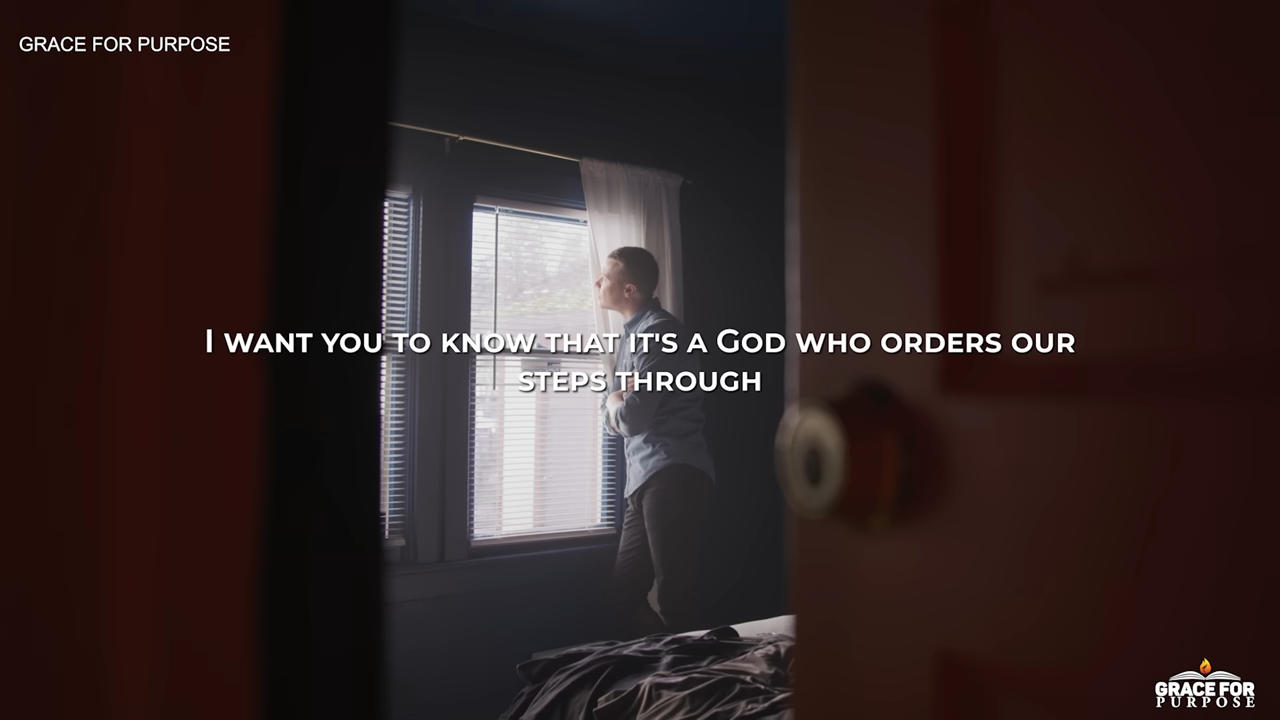 GRACE FOR PURPOSE
I WANT YOU TO KNOW THAT IT'S A GOD WHO ORDERS OUR
STEPS THROUGH
GRACE FOR
PURPOSE